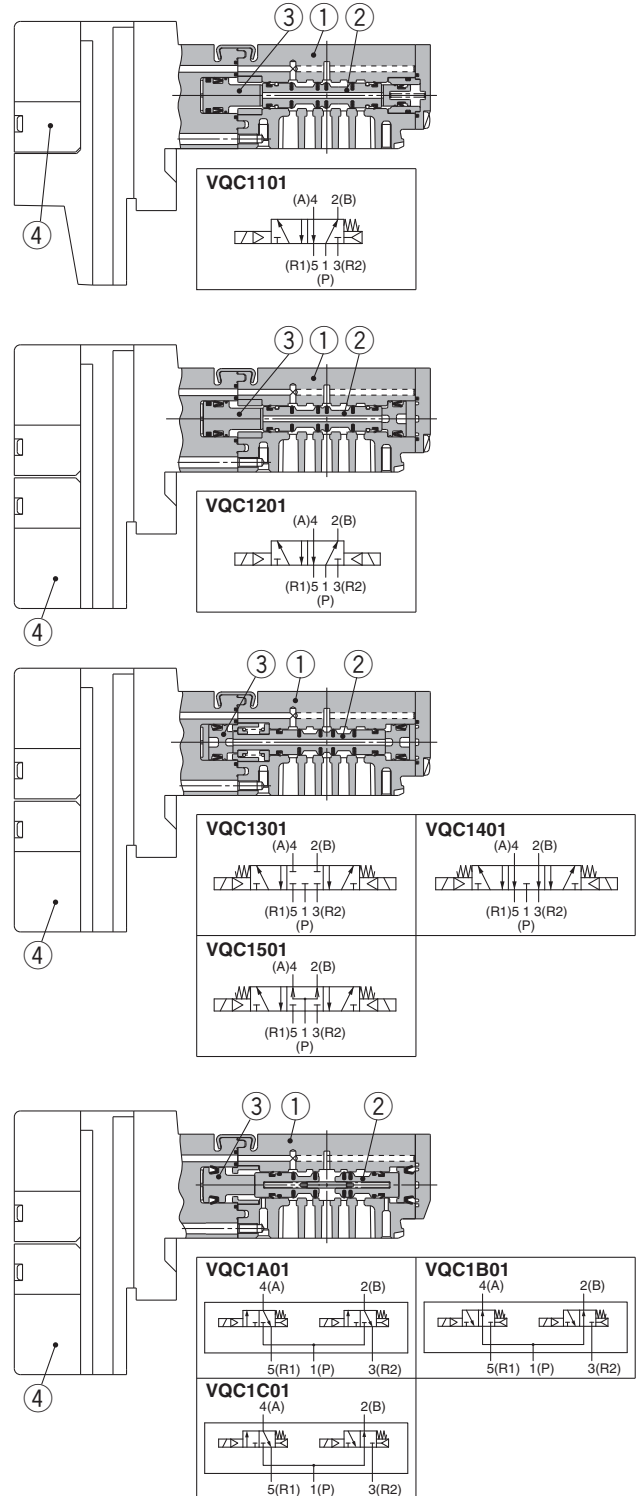 ③ ① ②
④
VQC1101
(A)4 2(B)
(R1)5 1 3(R2)
(P)
③ ① ②
④
VQC1201
(A)4 2(B)
(R1)5 1 3(R2)
(P)
③ ① ②
④
VQC1301
(A)4 2(B)
(R1)5 1 3(R2)
(P)
VQC1401
(A)4 2(B)
(R1)5 1 3(R2)
(P)
VQC1501
(A)4 2(B)
(R1)5 1 3(R2)
(P)
③ ① ②
④
VQC1A01
4(A) 2(B)
5(R1) 1(P) 3(R2)
VQC1B01
4(A) 2(B)
5(R1) 1(P) 3(R2)
VQC1C01
4(A) 2(B)
5(R1) 1(P) 3(R2)